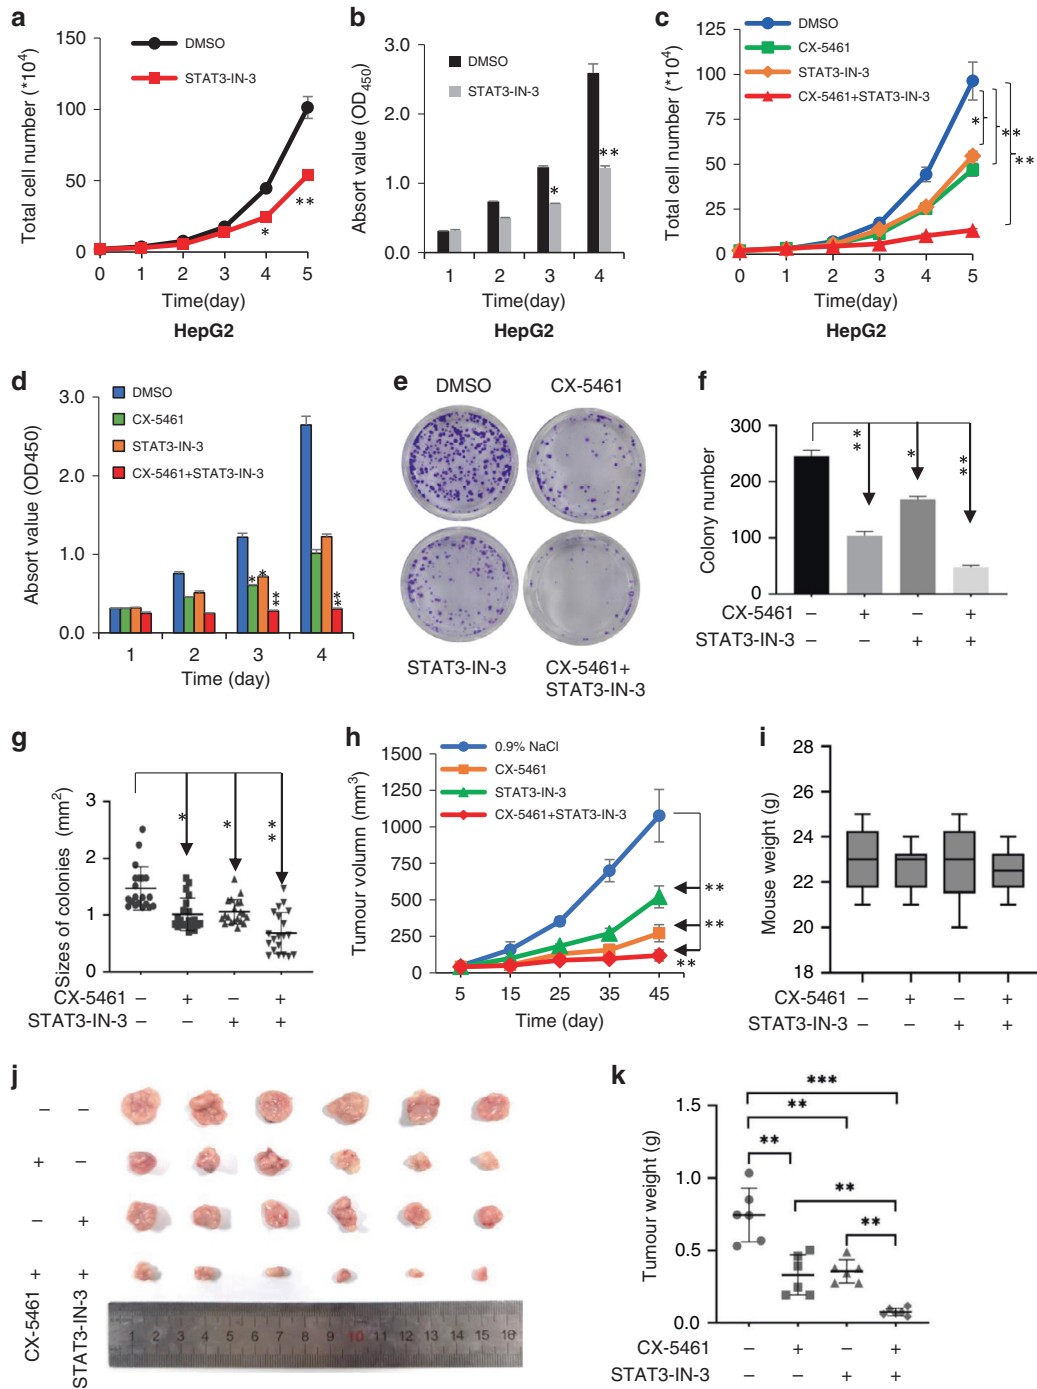 a
150
100
50
0
Total cell number (*10⁴)
DMSO
STAT3-IN-3
*
**
0 1 2 3 4 5
Time(day)
HepG2
b
3.0
2.0
1.0
0.0
Absort value (OD₄₅₀)
DMSO
STAT3-IN-3
*
**
1 2 3 4
Time(day)
HepG2
c
125
100
75
50
25
0
Total cell number (*10⁴)
DMSO
CX-5461
STAT3-IN-3
CX-5461+STAT3-IN-3
*
**
**
0 1 2 3 4 5
Time(day)
HepG2
d
3.0
2.0
1.0
0.0
Absort value (OD450)
DMSO
CX-5461
STAT3-IN-3
CX-5461+STAT3-IN-3
*
*
**
**
1 2 3 4
Time (day)
e
DMSO CX-5461
STAT3-IN-3 CX-5461+
STAT3-IN-3
f
300
200
100
0
Colony number
**
*
**
CX-5461 – + – +
STAT3-IN-3 – – + +
g
3
2
1
0
Sizes of colonies (mm²)
*
*
**
CX-5461 – + – +
STAT3-IN-3 – – + +
h
1500
1250
1000
750
500
250
0
Tumour volumn (mm³)
0.9% NaCl
CX-5461
STAT3-IN-3
CX-5461+STAT3-IN-3
**
**
**
5 15 25 35 45
Time (day)
i
28
26
24
22
20
18
Mouse weight (g)
CX-5461 – + – +
STAT3-IN-3 – – + +
j
– –
+ –
– +
+ +
CX-5461
STAT3-IN-3
1 2 3 4 5 6 7 8 9 10 11 12 13 14 15 16
k
1.5
1.0
0.5
0.0
Tumour weight (g)
***
**
**
**
**
CX-5461 – + – +
STAT3-IN-3 – – + +